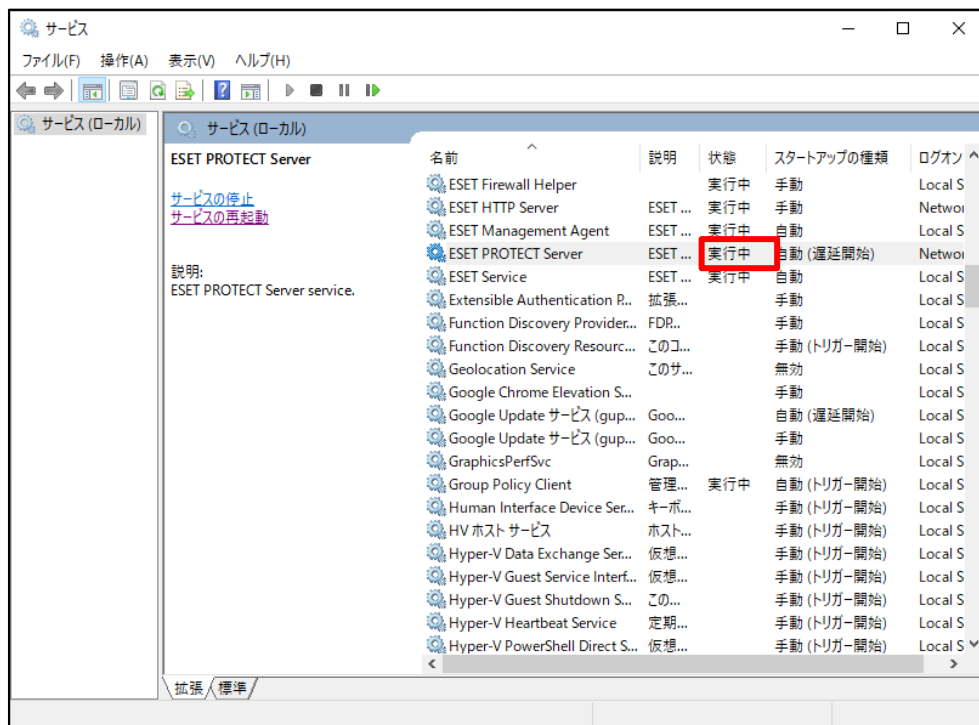 サービス
ファイル(F) 操作(A) 表示(V) ヘルプ(H)
サービス (ローカル)
サービス (ローカル)
ESET PROTECT Server
サービスの停止
サービスの再起動
説明:
ESET PROTECT Server service.
名前 説明 状態 スタートアップの種類 ログオン
ESET Firewall Helper 実行中 手動 Local S
ESET HTTP Server ESET ... 実行中 手動 Networ
ESET Management Agent ESET ... 実行中 自動 Local S
ESET PROTECT Server ESET ... 実行中 自動 (遅延開始) Networ
ESET Service ESET ... 実行中 自動 Local S
Extensible Authentication P... 拡張... 手動 Local S
Function Discovery Provider... FDP... 手動 Local S
Function Discovery Resourc... このコ... 手動 (トリガー開始) Local S
Geolocation Service このサ... 無効 Local S
Google Chrome Elevation S... 手動 Local S
Google Update サービス (gup... Goo... 自動 (遅延開始) Local S
Google Update サービス (gup... Goo... 手動 Local S
GraphicsPerfSvc Grap... 無効 Local S
Group Policy Client 管理... 実行中 自動 (トリガー開始) Local S
Human Interface Device Ser... キーボ... 手動 (トリガー開始) Local S
HV ホスト サービス ホスト... 手動 (トリガー開始) Local S
Hyper-V Data Exchange Ser... 仮想... 手動 (トリガー開始) Local S
Hyper-V Guest Service Interf... 仮想... 手動 (トリガー開始) Local S
Hyper-V Guest Shutdown S... この... 手動 (トリガー開始) Local S
Hyper-V Heartbeat Service 定期... 手動 (トリガー開始) Local S
Hyper-V PowerShell Direct S... 仮想... 手動 (トリガー開始) Local S
拡張 標準